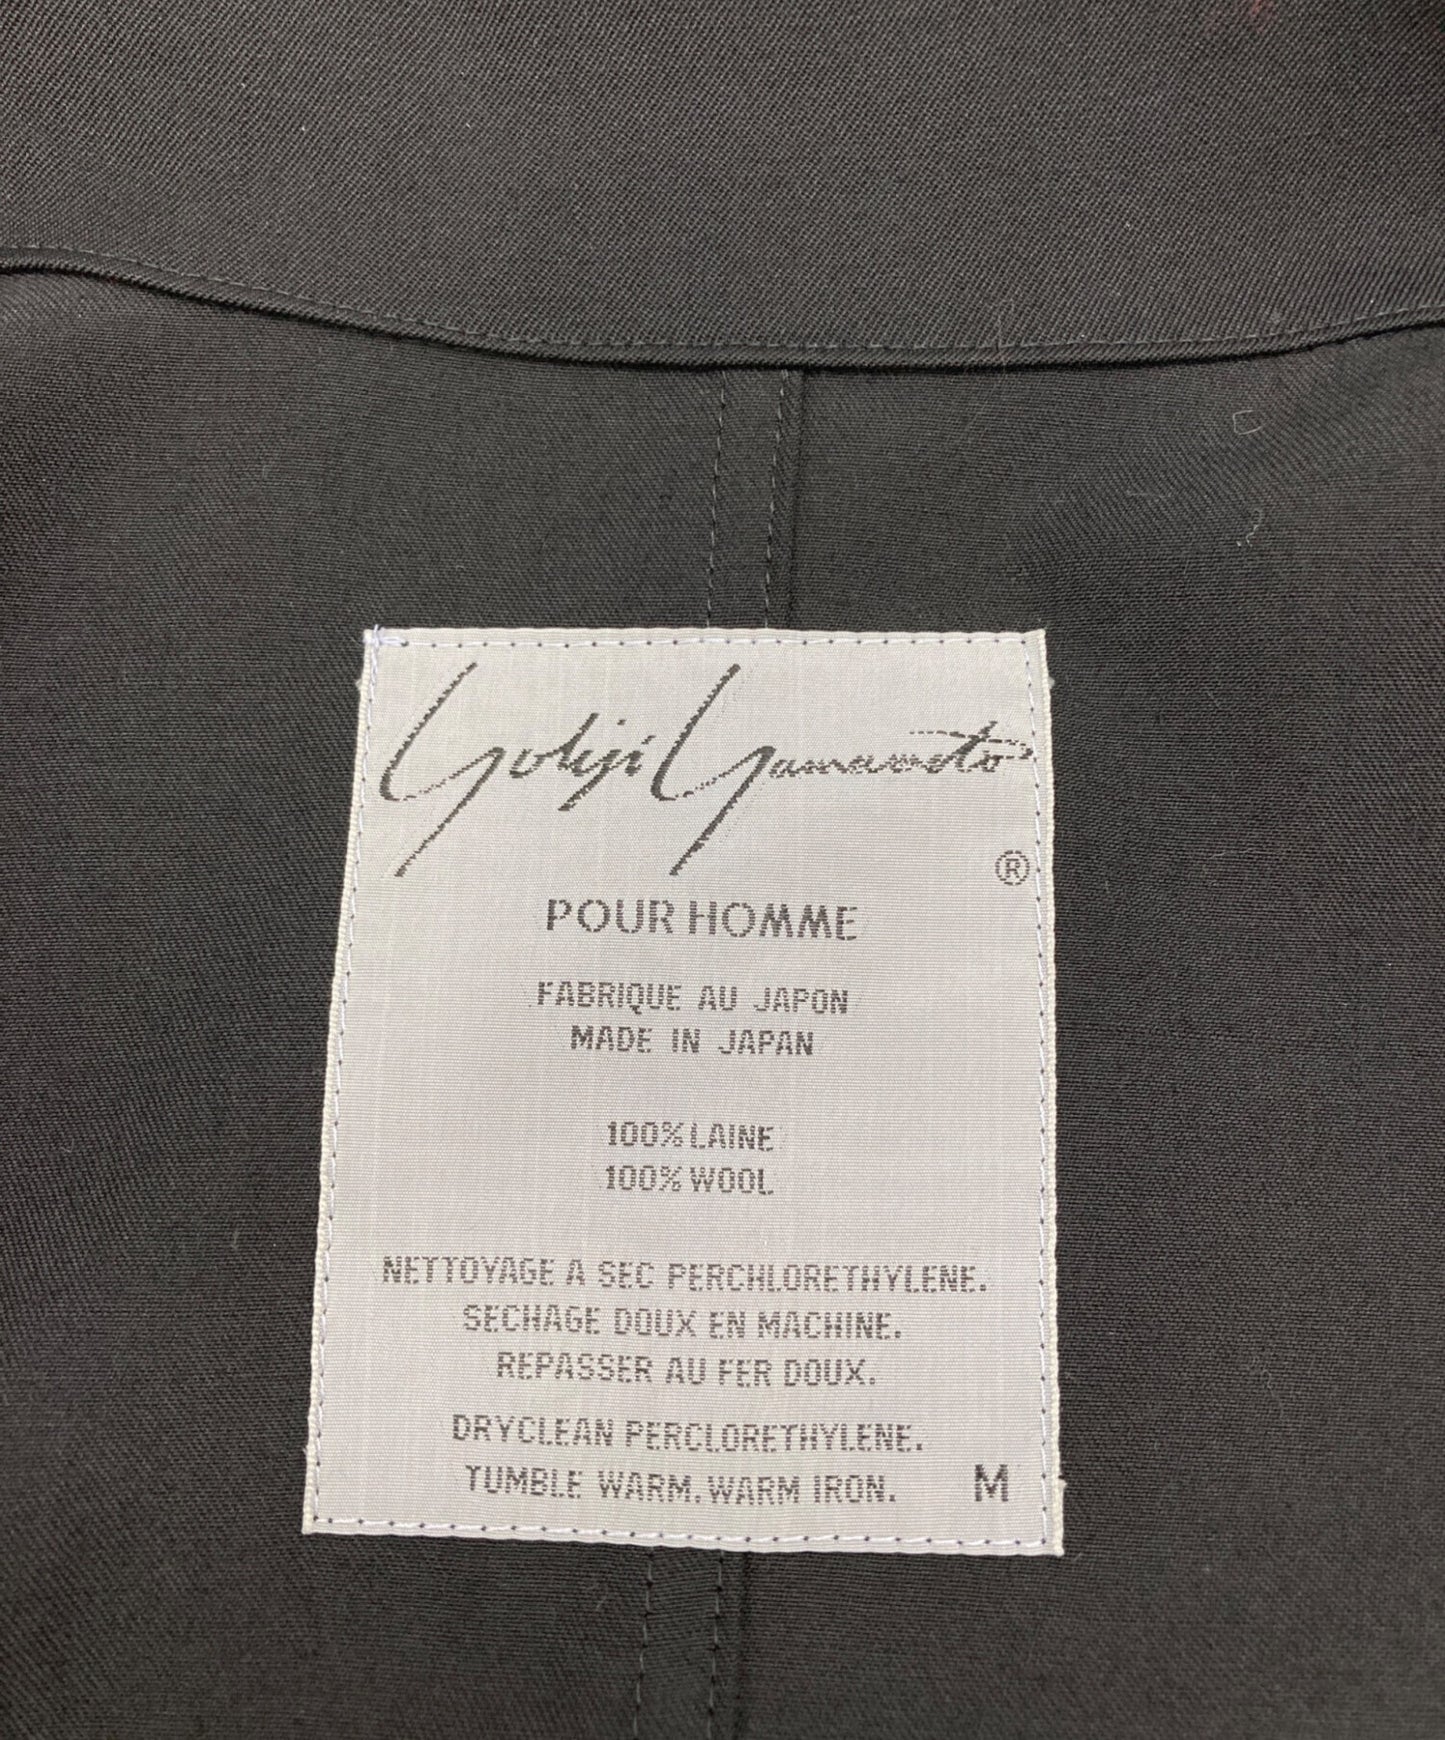 Yohji Yamamoto
®
POUR HOMME
FABRIQUE AU JAPON
MADE IN JAPAN
100% LAINE
100% WOOL
NETTOYAGE A SEC PERCHLORETHYLENE.
SECHAGE DOUX EN MACHINE.
REPASSER AU FER DOUX.
DRYCLEAN PERCLORETHYLENE.
TUMBLE WARM. WARM IRON. M